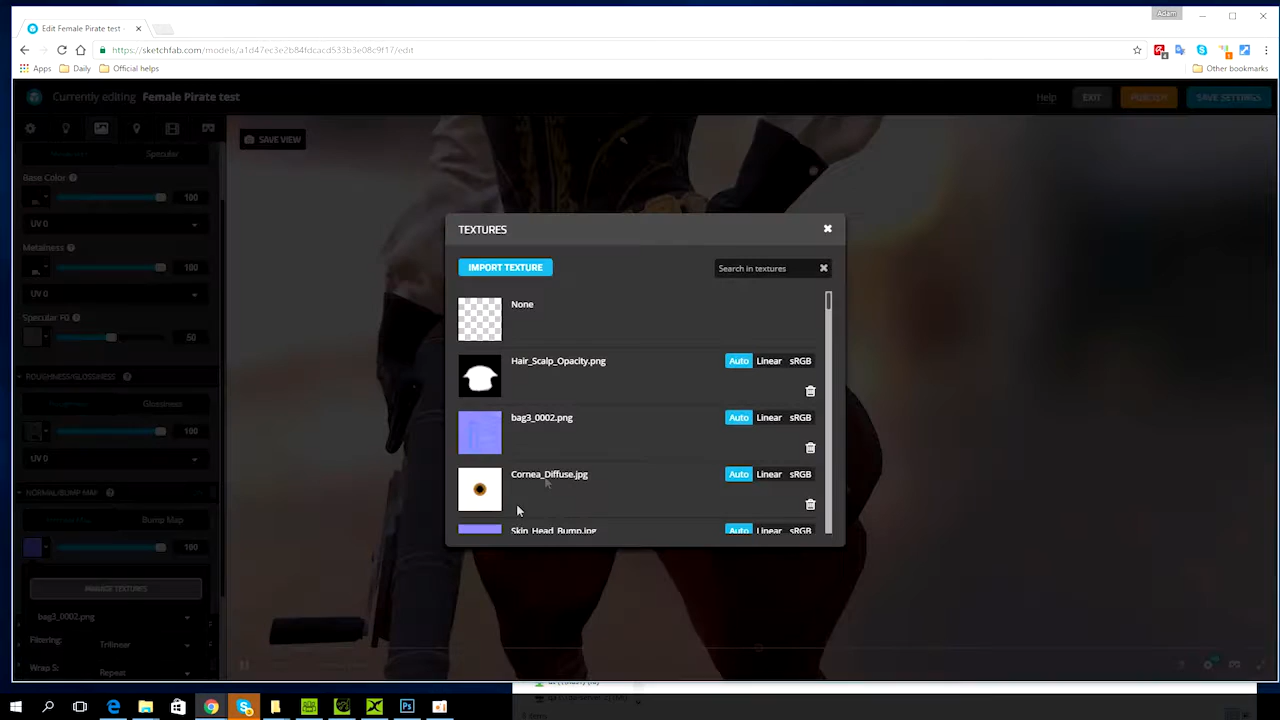 Adam
Edit Female Pirate test
https://sketchfab.com/models/a1d47ec3e2b84fdcacd533b3e08c9f17/edit
Apps Daily Official helps Other bookmarks
Currently editing Female Pirate test Help EXIT PUBLISH SAVE SETTINGS
SAVE VIEW
Specular
Base Color
100
UV 0
Metalness
100
UV 0
Specular F0
50
ROUGHNESS/GLOSSINESS
Roughness Glossiness
100
UV 0
NORMAL/BUMP MAP
Normal Map Bump Map
100
MANAGE TEXTURES
bag3_0002.png
Filtering: Trilinear
Wrap S: Repeat
TEXTURES
IMPORT TEXTURE Search in textures
None
Hair_Scalp_Opacity.png Auto Linear sRGB
bag3_0002.png Auto Linear sRGB
Cornea_Diffuse.jpg Auto Linear sRGB
Skin_Head_Bump.jpg Auto Linear sRGB